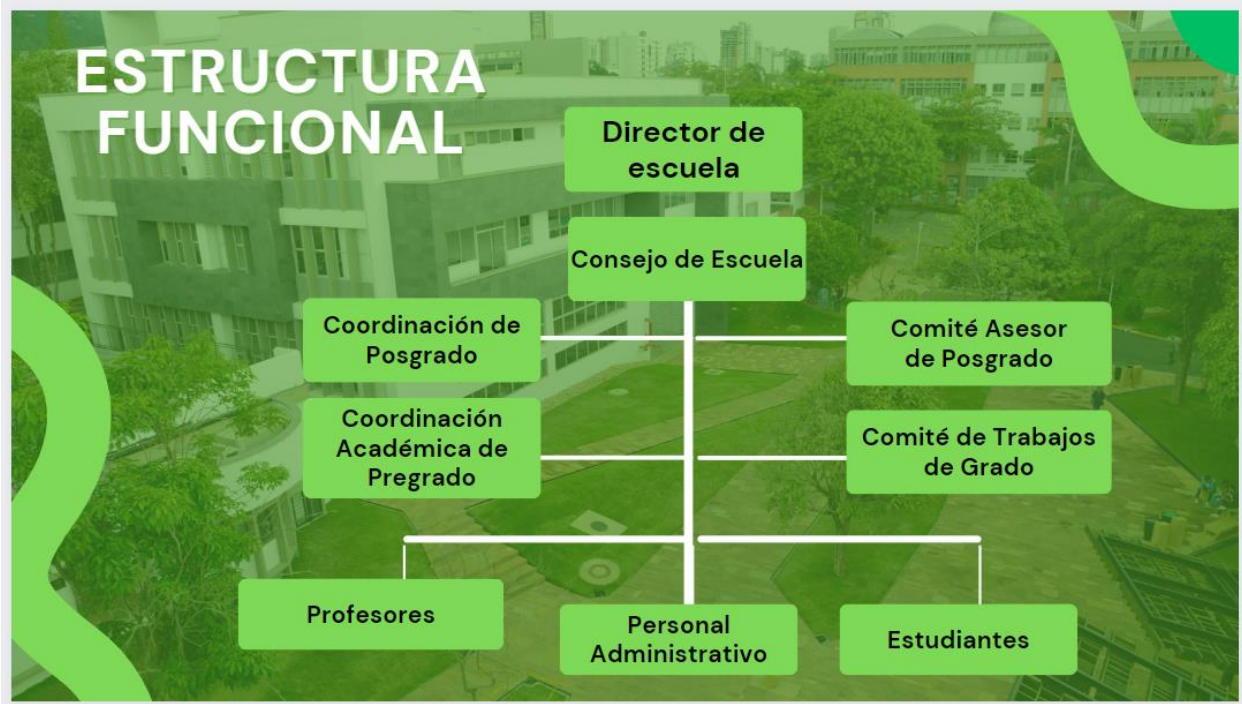 ESTRUCTURA
FUNCIONAL
Director de
escuela
Consejo de Escuela
Coordinación de
Posgrado
Comité Asesor
de Posgrado
Coordinación
Académica de
Pregrado
Comité de Trabajos
de Grado
Profesores
Personal
Administrativo
Estudiantes